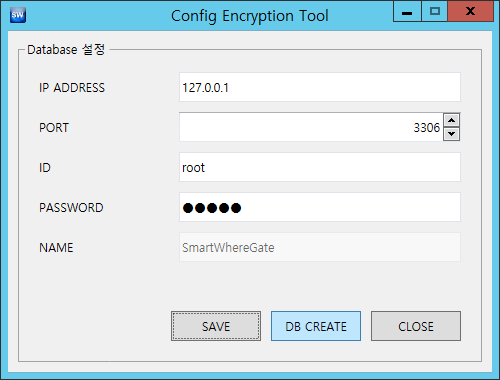 SW
Config Encryption Tool
Database 설정
IP ADDRESS
127.0.0.1
PORT
3306
ID
root
PASSWORD
●●●●●
NAME
SmartWhereGate
SAVE
DB CREATE
CLOSE